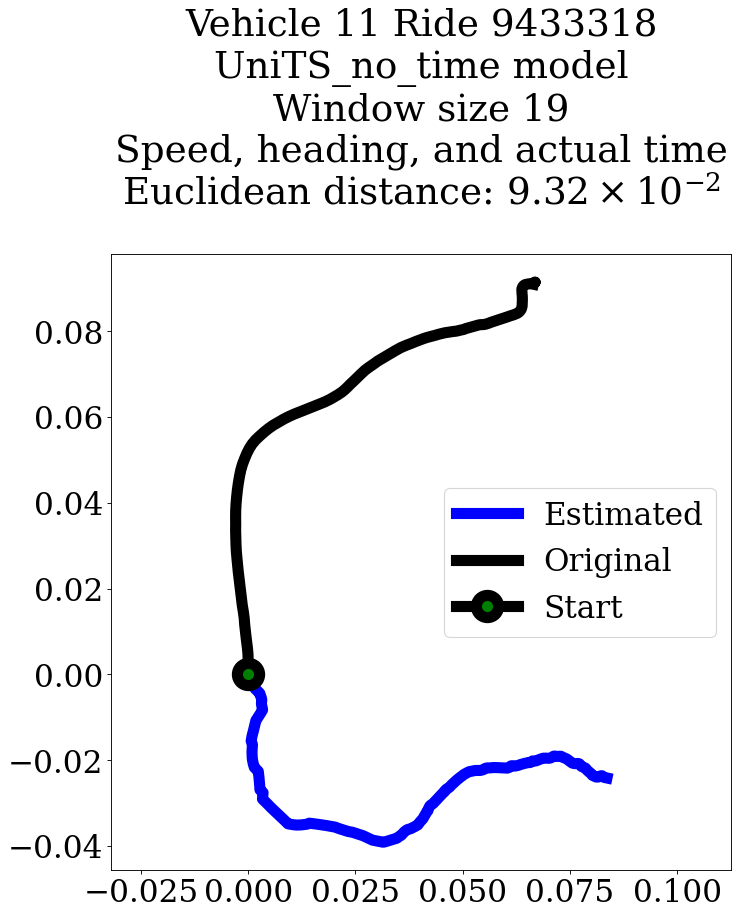 Vehicle 11 Ride 9433318
UniTS_no_time model
Window size 19
Speed, heading, and actual time
Euclidean distance: 9.32 × 10⁻²
0.08
0.06
0.04
0.02
0.00
−0.02
−0.04
Estimated
Original
Start
−0.025 0.000 0.025 0.050 0.075 0.100